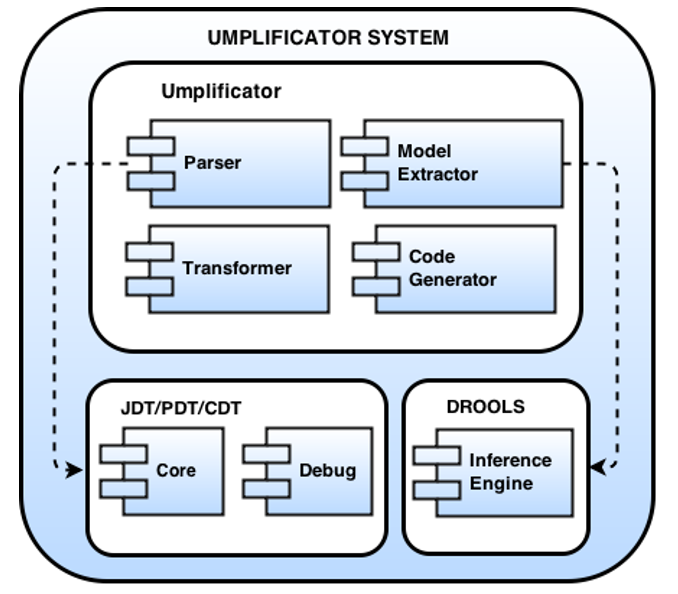 UMPLIFICATOR SYSTEM
Umplificator
Parser
Model
Extractor
Transformer
Code
Generator
JDT/PDT/CDT
Core
Debug
DROOLS
Inference
Engine